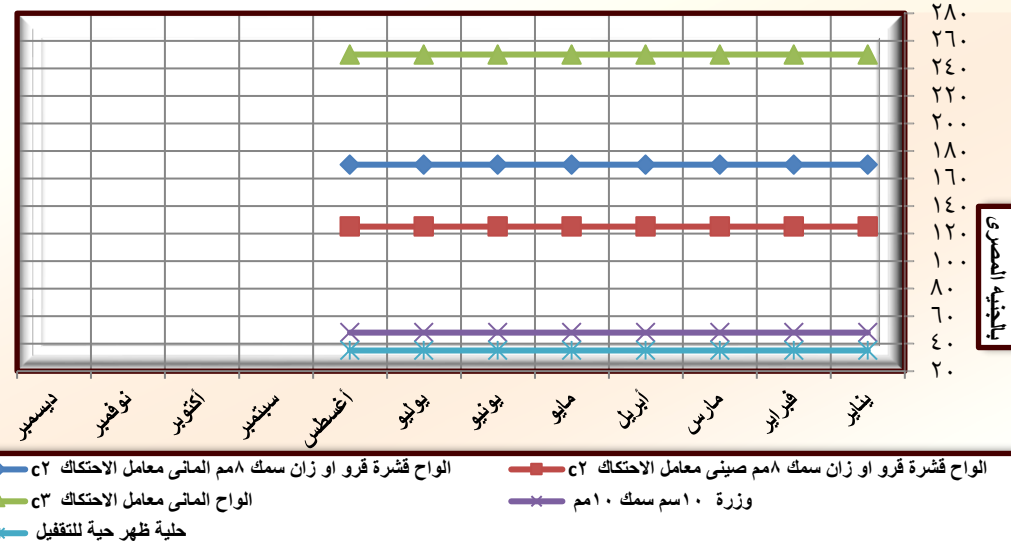 ٢٨٠
٢٦٠
٢٤٠
٢٢٠
٢٠٠
١٨٠
١٦٠
١٤٠
١٢٠
١٠٠
٨٠
٦٠
٤٠
٢٠
بالجنيه المصرى
يناير
فبراير
مارس
أبريل
مايو
يونيو
يوليو
أغسطس
سبتمبر
أكتوبر
نوفمبر
ديسمبر
الواح قشرة قرو او زان سمك ٨مم صينى معامل الاحتكاك c٢
الواح قشرة قرو او زان سمك ٨مم المانى معامل الاحتكاك c٢
وزرة ١٠سم سمك ١٠مم
الواح المانى معامل الاحتكاك c٣
حلية ظهر حية للتقفيل